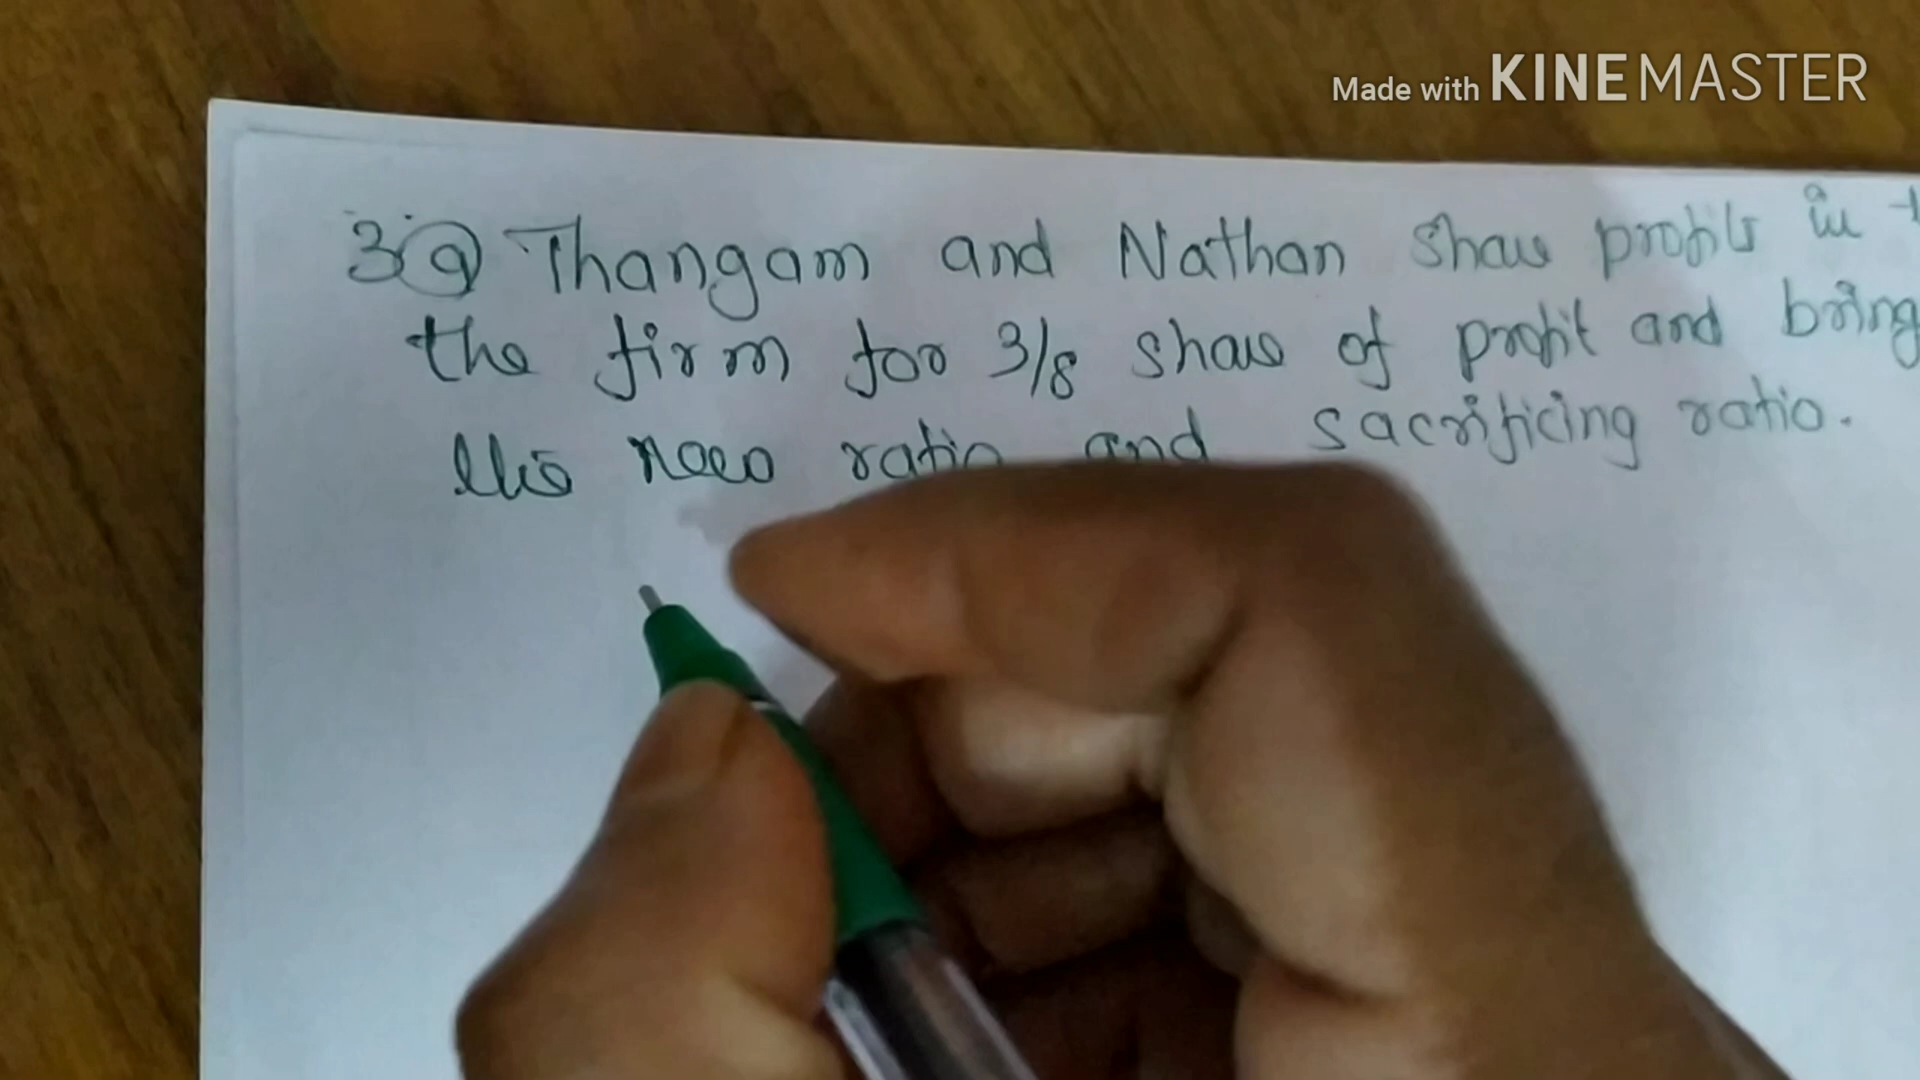 Made with KINEMASTER
3 a Thangam and Nathan share profits in
the firm for 3/8 share of profit and bring
the new ratio and sacrificing ratio.